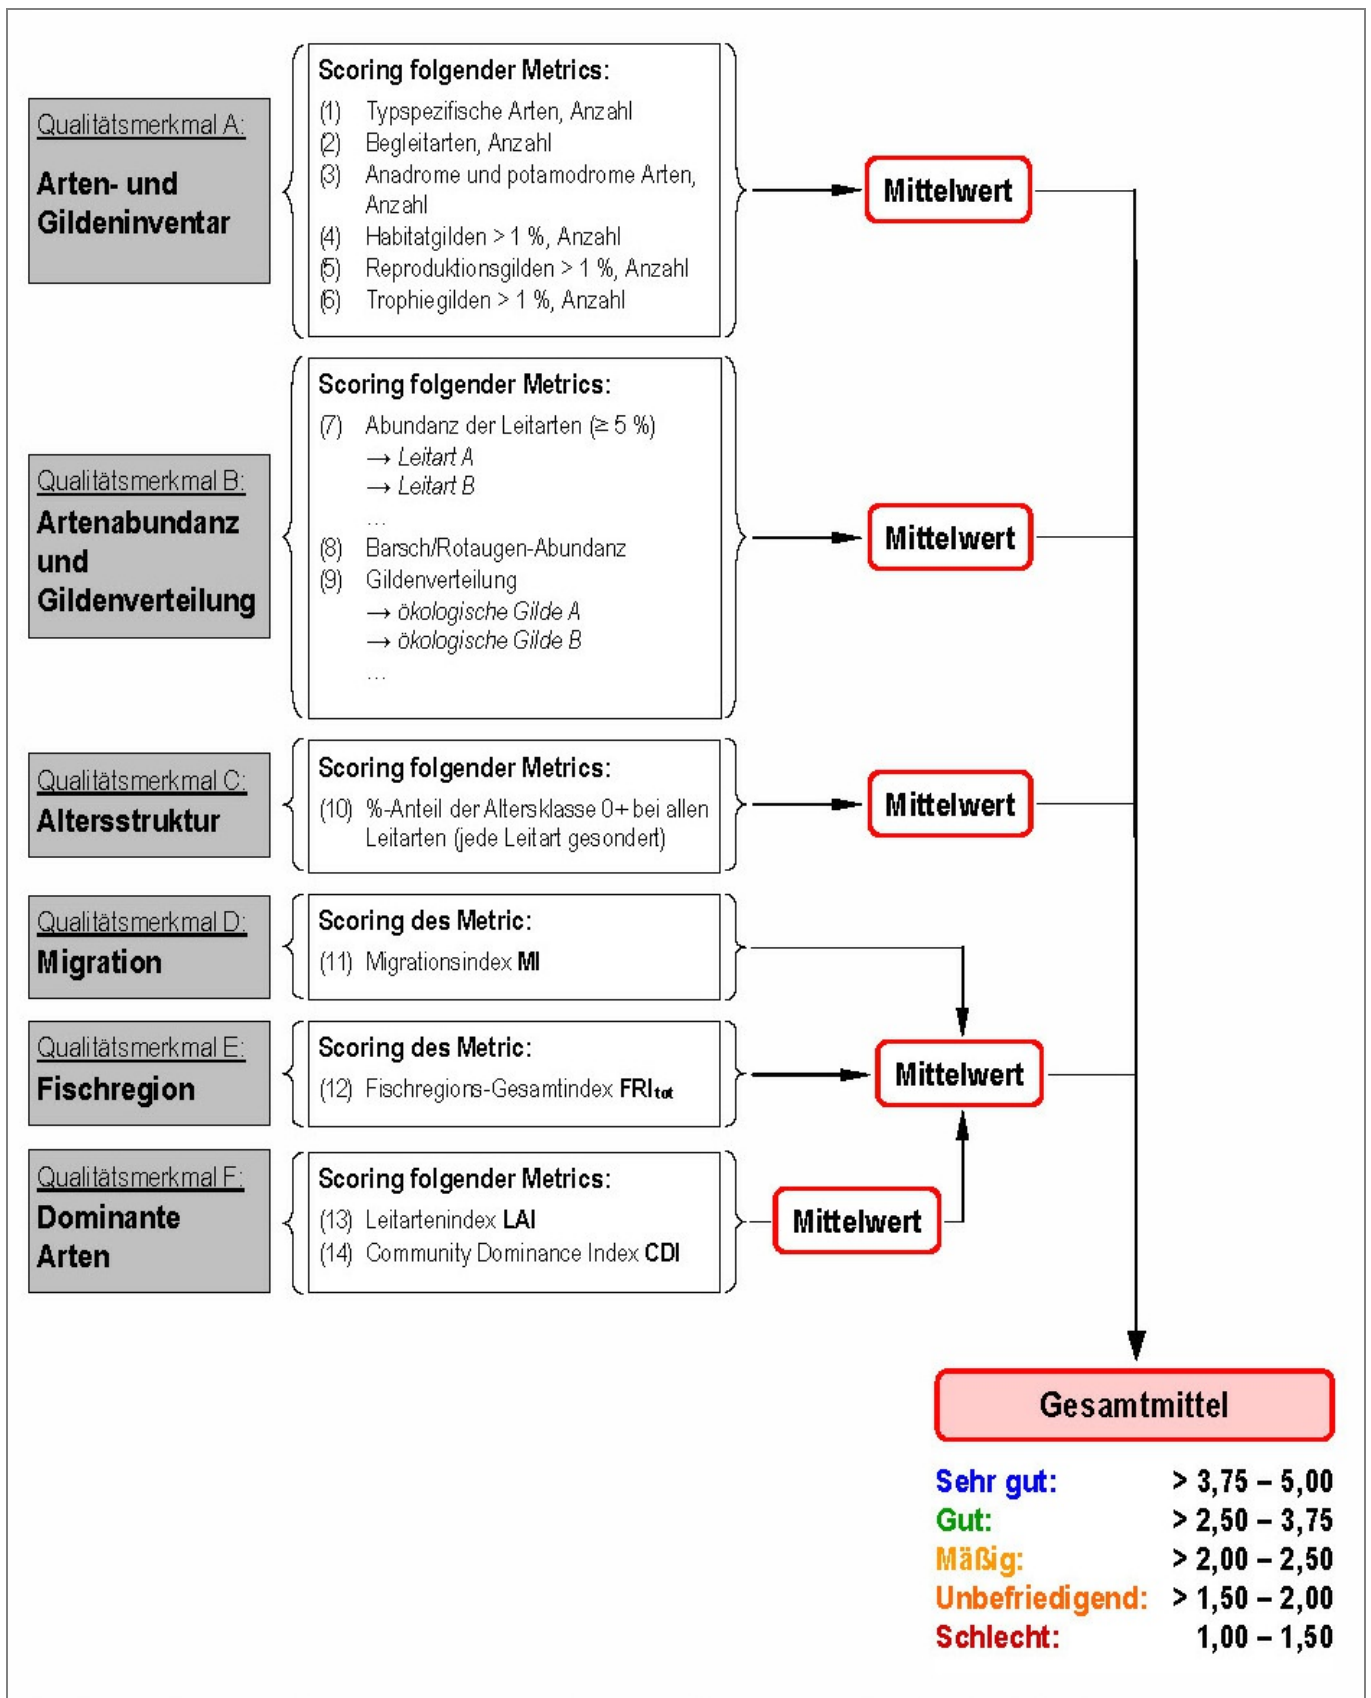 Qualitätsmerkmal A:
Arten- und
Gildeninventar
Scoring folgender Metrics:
(1) Typspezifische Arten, Anzahl
(2) Begleitarten, Anzahl
(3) Anadrome und potamodrome Arten,
Anzahl
(4) Habitatgilden > 1 %, Anzahl
(5) Reproduktionsgilden > 1 %, Anzahl
(6) Trophiegilden > 1 %, Anzahl
Mittelwert
Qualitätsmerkmal B:
Artenabundanz
und
Gildenverteilung
Scoring folgender Metrics:
(7) Abundanz der Leitarten (≥ 5 %)
→ Leitart A
→ Leitart B
...
(8) Barsch/Rotaugen-Abundanz
(9) Gildenverteilung
→ ökologische Gilde A
→ ökologische Gilde B
...
Mittelwert
Qualitätsmerkmal C:
Altersstruktur
Scoring folgender Metrics:
(10) %-Anteil der Altersklasse 0+ bei allen
Leitarten (jede Leitart gesondert)
Mittelwert
Qualitätsmerkmal D:
Migration
Scoring des Metric:
(11) Migrationsindex MI
Qualitätsmerkmal E:
Fischregion
Scoring des Metric:
(12) Fischregions-Gesamtindex FRItot
Mittelwert
Qualitätsmerkmal F:
Dominante
Arten
Scoring folgender Metrics:
(13) Leitartenindex LAI
(14) Community Dominance Index CDI
Mittelwert
Gesamtmittel
Sehr gut: > 3,75 – 5,00
Gut: > 2,50 – 3,75
Mäßig: > 2,00 – 2,50
Unbefriedigend: > 1,50 – 2,00
Schlecht: 1,00 – 1,50